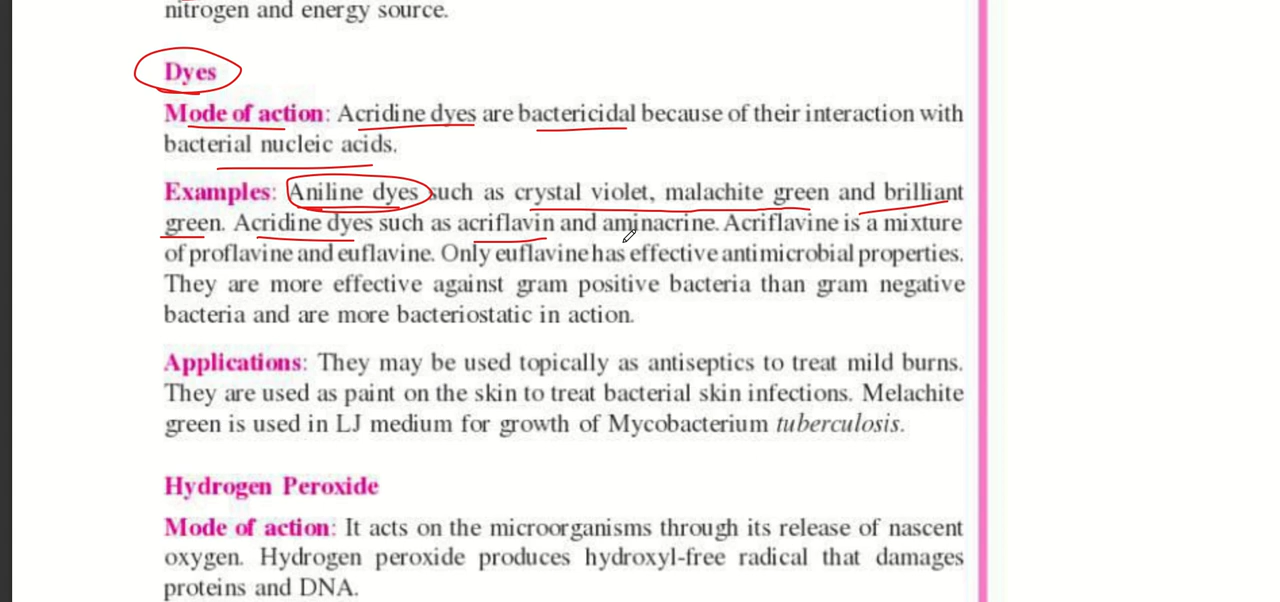 nitrogen and energy source.
Dyes
Mode of action: Acridine dyes are bactericidal because of their interaction with
bacterial nucleic acids.
Examples: Aniline dyes such as crystal violet, malachite green and brilliant
green. Acridine dyes such as acriflavin and aminacrine. Acriflavine is a mixture
of proflavine and euflavine. Only euflavine has effective antimicrobial properties.
They are more effective against gram positive bacteria than gram negative
bacteria and are more bacteriostatic in action.
Applications: They may be used topically as antiseptics to treat mild burns.
They are used as paint on the skin to treat bacterial skin infections. Melachite
green is used in LJ medium for growth of Mycobacterium tuberculosis.
Hydrogen Peroxide
Mode of action: It acts on the microorganisms through its release of nascent
oxygen. Hydrogen peroxide produces hydroxyl-free radical that damages
proteins and DNA.